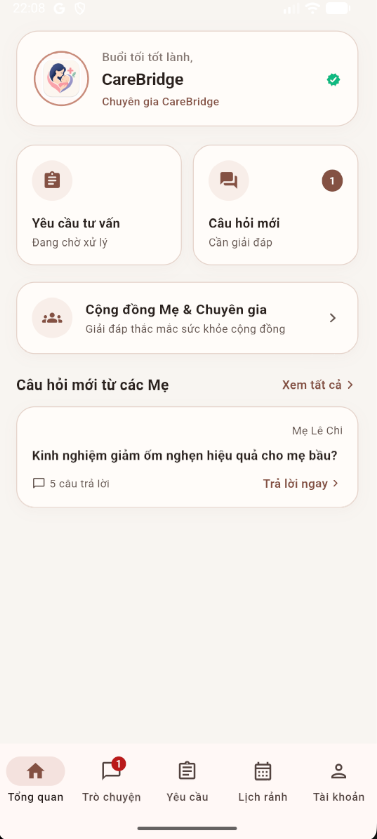 22:08
Buổi tối tốt lành,
CareBridge
Chuyên gia CareBridge
1
Yêu cầu tư vấn
Đang chờ xử lý
Câu hỏi mới
Cần giải đáp
Cộng đồng Mẹ & Chuyên gia
Giải đáp thắc mắc sức khỏe cộng đồng
Câu hỏi mới từ các Mẹ
Xem tất cả
Mẹ Lê Chi
Kinh nghiệm giảm ốm nghén hiệu quả cho mẹ bầu?
5 câu trả lời
Trả lời ngay
1
Tổng quan
Trò chuyện
Yêu cầu
Lịch rảnh
Tài khoản